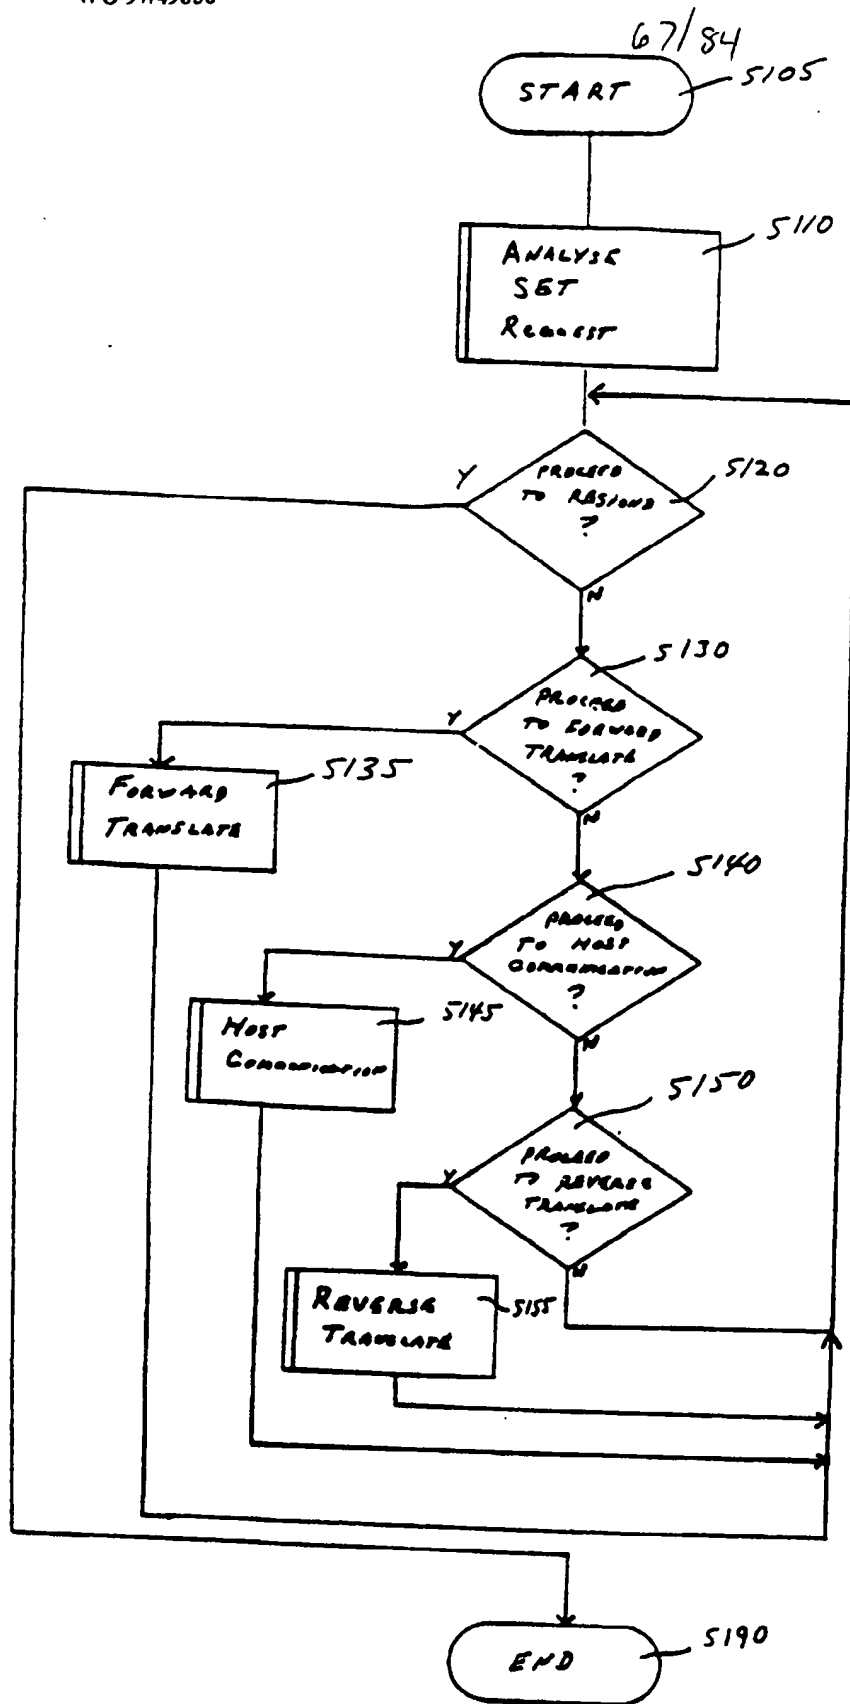 67/84
START
5105
5110
ANALYSE
SET
REQUEST
Y
5120
PROCEED
TO RESPOND
?
N
5130
PROCEED
TO FORWARD
TRANSLATE
?
Y
N
5135
FORWARD
TRANSLATE
5140
PROCEED
TO HOST
COMMUNICATION
?
Y
N
5145
HOST
COMMUNICATION
5150
PROCEED
TO REVERSE
TRANSLATE
?
Y
N
5155
REVERSE
TRANSLATE
END
5190